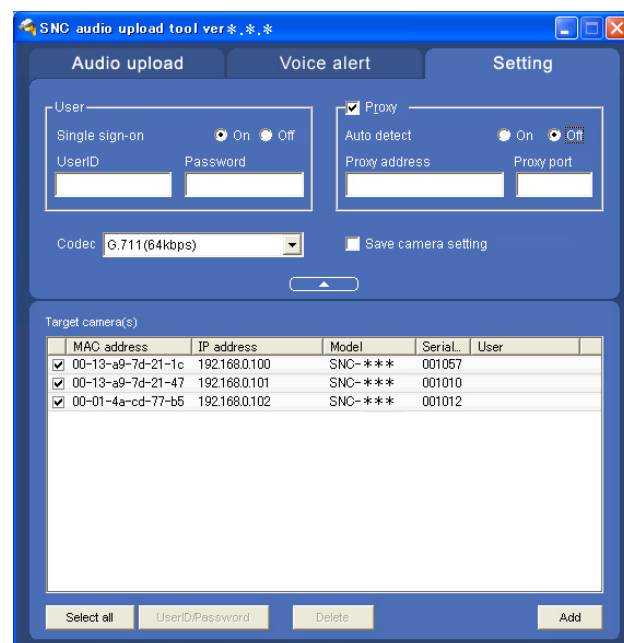 SNC audio upload tool ver*.*.*
Audio upload Voice alert Setting
User
Single sign-on On Off
UserID Password
Proxy
Auto detect On Off
Proxy address Proxy port
Codec G.711(64kbps)
Save camera setting
Target camera(s)
MAC address IP address Model Serial... User
00-13-a9-7d-21-1c 192.168.0.100 SNC-*** 001057
00-13-a9-7d-21-47 192.168.0.101 SNC-*** 001010
00-01-4a-cd-77-b5 192.168.0.102 SNC-*** 001012
Select all UserID/Password Delete Add